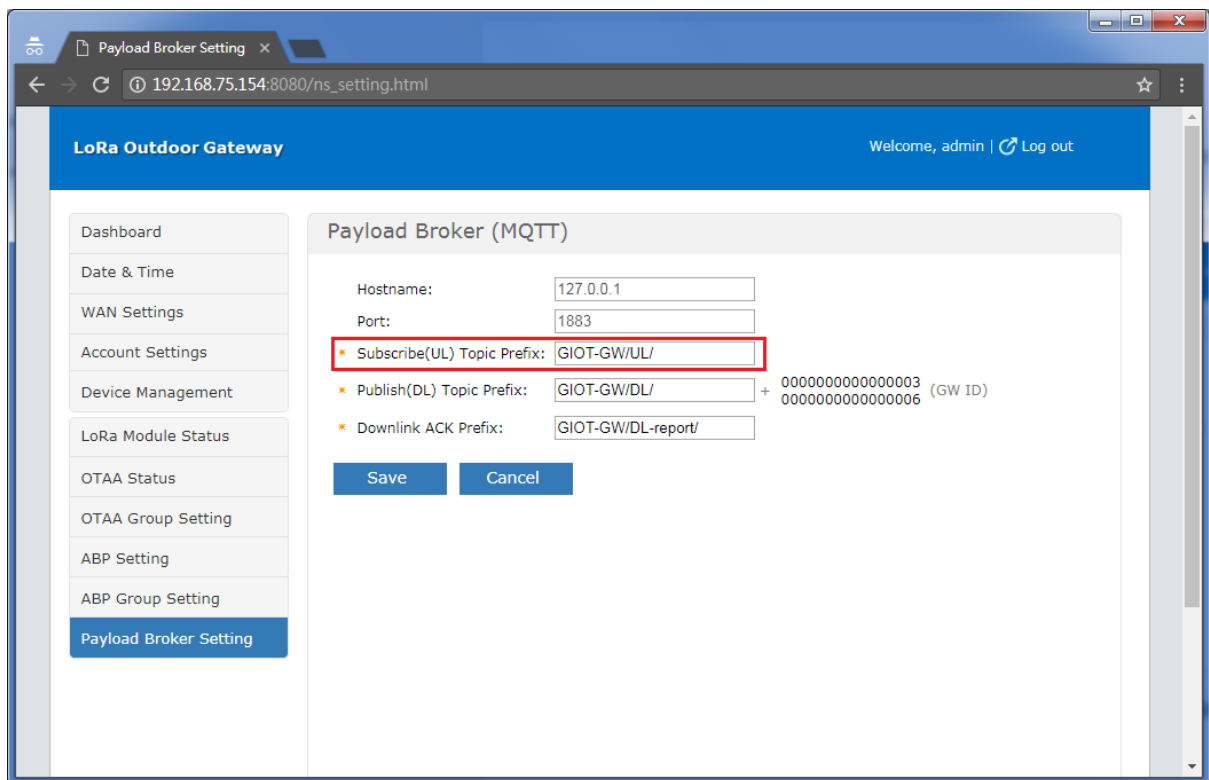 Payload Broker Setting
192.168.75.154:8080/ns_setting.html
LoRa Outdoor Gateway
Welcome, admin | Log out
Dashboard
Date & Time
WAN Settings
Account Settings
Device Management
LoRa Module Status
OTAA Status
OTAA Group Setting
ABP Setting
ABP Group Setting
Payload Broker Setting
Payload Broker (MQTT)
Hostname: 127.0.0.1
Port: 1883
* Subscribe(UL) Topic Prefix: GIOT-GW/UL/
* Publish(DL) Topic Prefix: GIOT-GW/DL/ + 0000000000000003 (GW ID)
0000000000000006
* Downlink ACK Prefix: GIOT-GW/DL-report/
Save Cancel